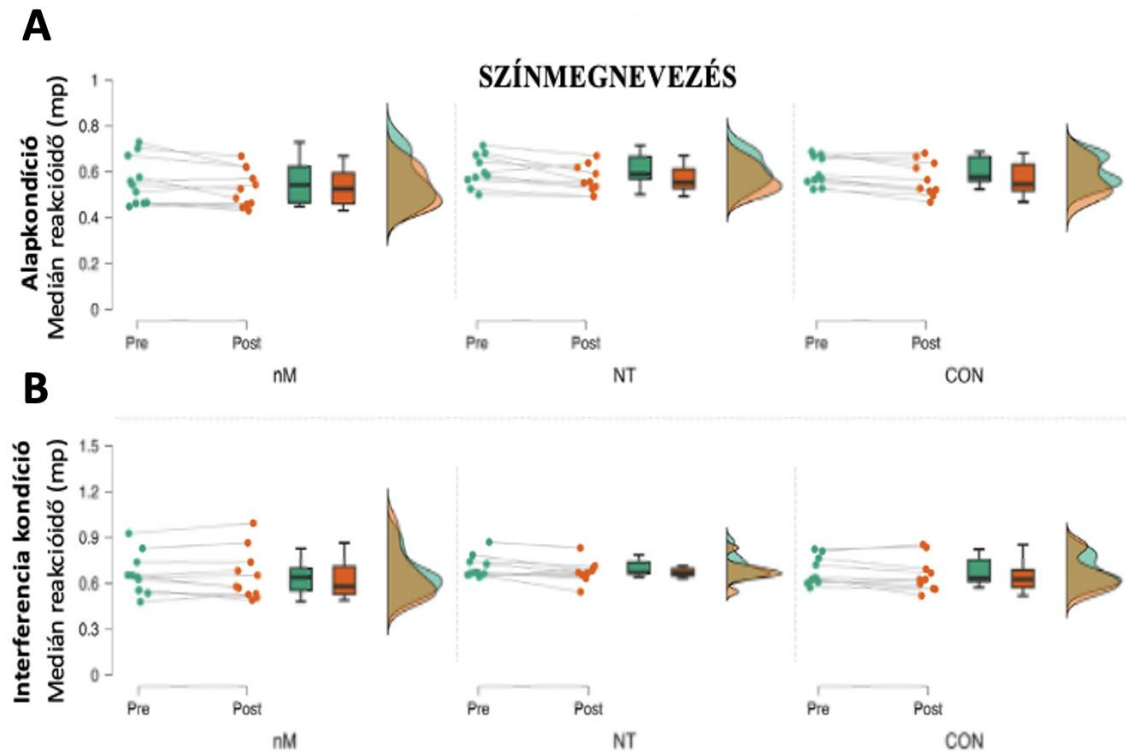 A
SZÍNMEGNEVEZÉS
Alapkondíció
Medián reakcióidő (mp)
1
0.8
0.6
0.4
0.2
0
Pre Post Pre Post Pre Post
nM NT CON
B
Interferencia kondíció
Medián reakcióidő (mp)
1.5
1.2
0.9
0.6
0.3
0
Pre Post Pre Post Pre Post
nM NT CON